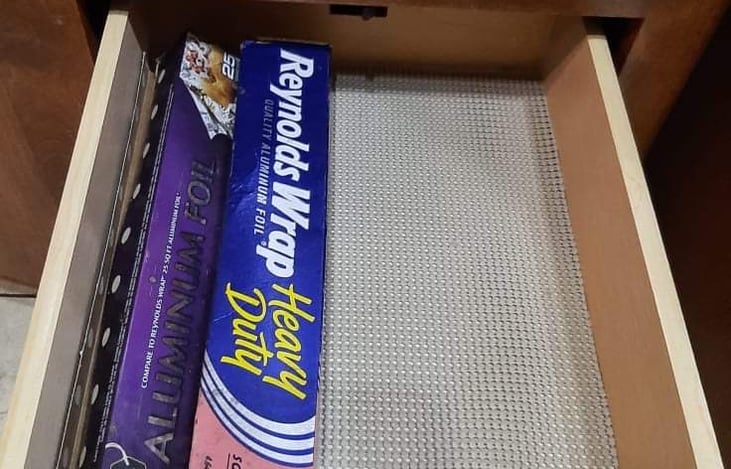 25
COMPARE TO REYNOLDS WRAP® 25 SQ FT ALUMINUM FOIL*
ALUMINUM FOIL
Reynolds Wrap
QUALITY ALUMINUM FOIL
Heavy
Duty